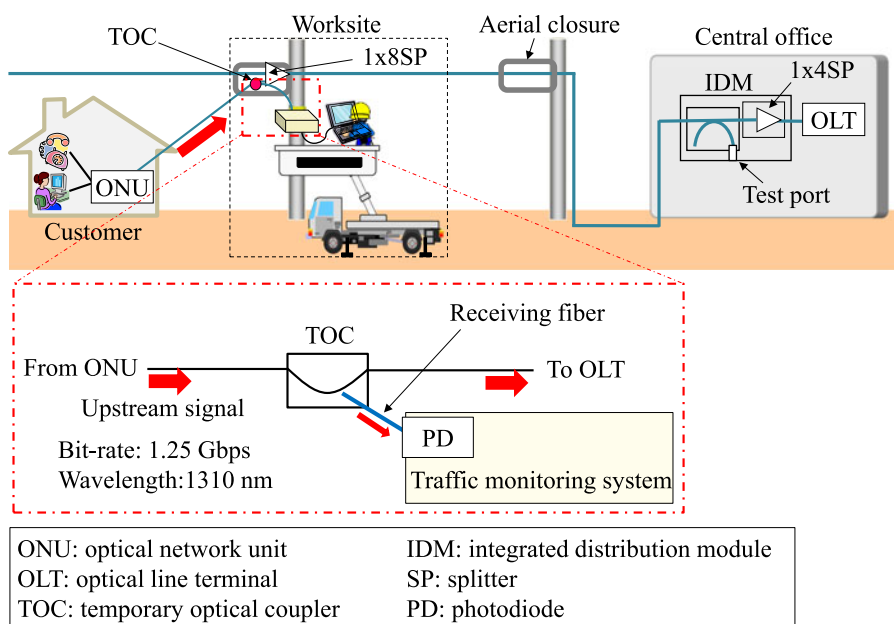 Worksite
TOC
1x8SP
Aerial closure
Central office
IDM
1x4SP
OLT
Test port
ONU
Customer
Receiving fiber
TOC
From ONU
To OLT
Upstream signal
PD
Bit-rate: 1.25 Gbps
Wavelength:1310 nm
Traffic monitoring system
ONU: optical network unit
IDM: integrated distribution module
OLT: optical line terminal
SP: splitter
TOC: temporary optical coupler
PD: photodiode